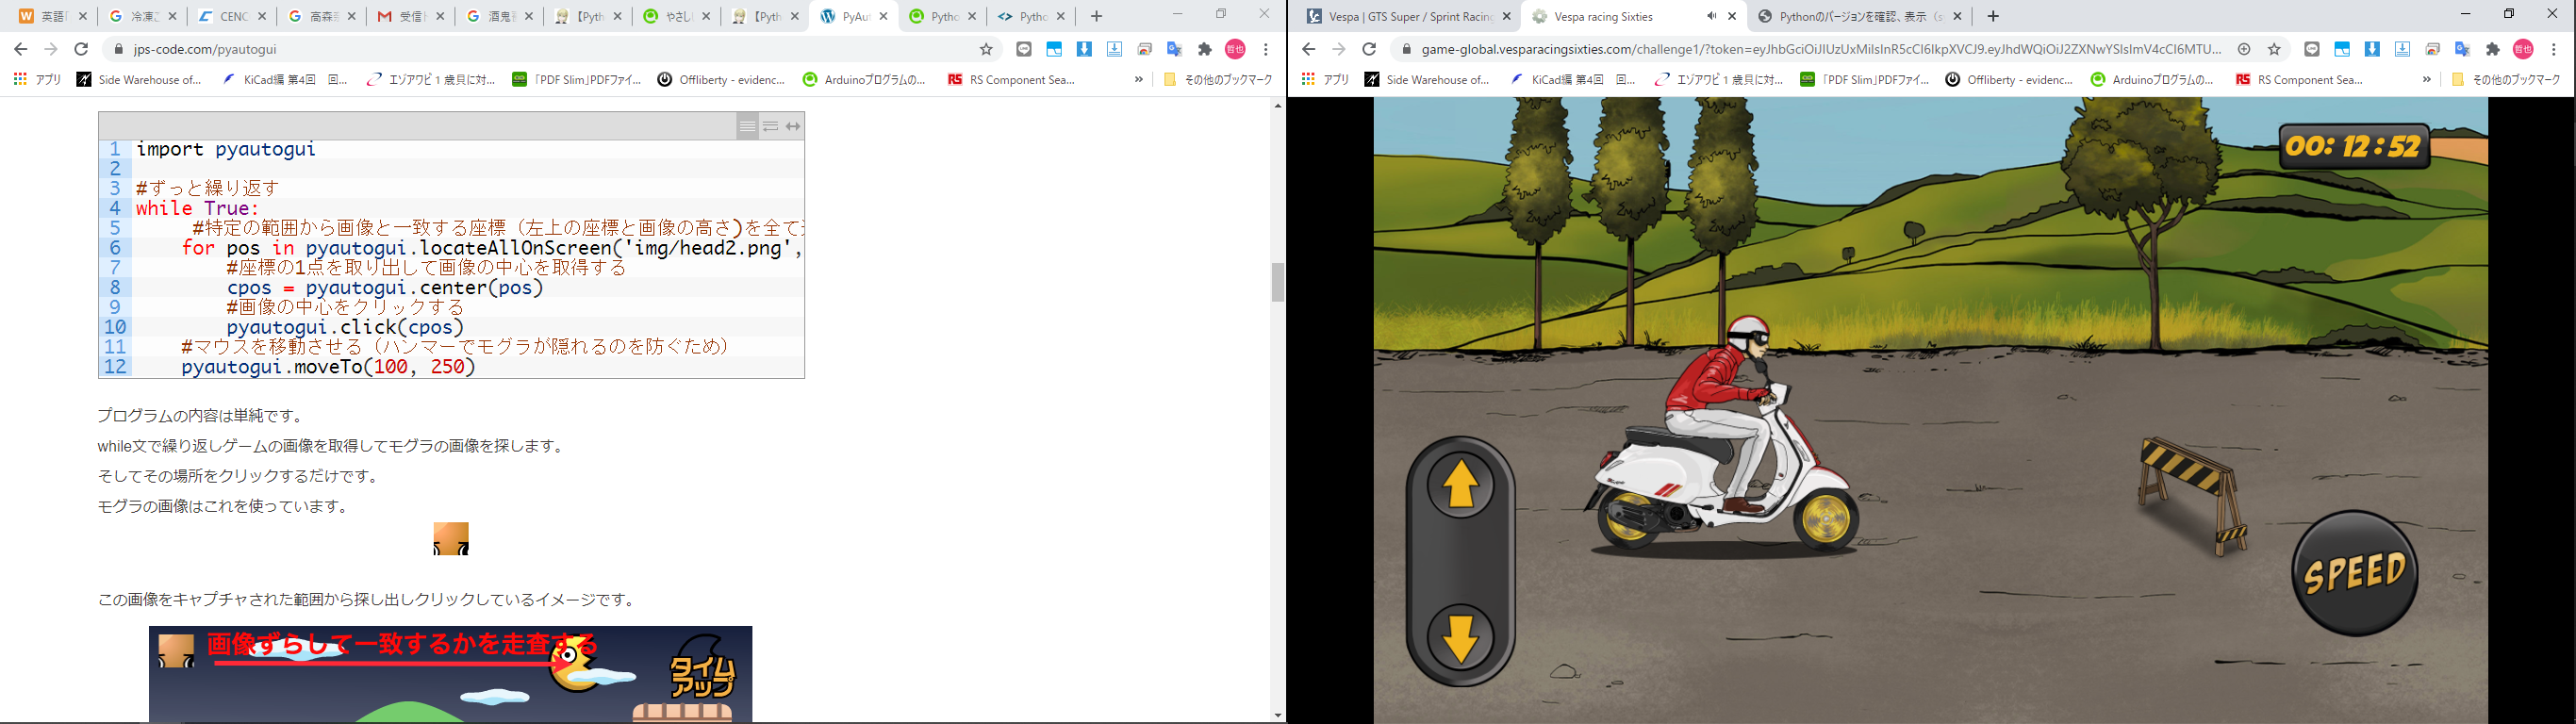 英語
冷凍こ
CENC
高森
受信ト
酒鬼
【Pyth
やさし
【Pyth
PyAut
Pytho
Pytho
jps-code.com/pyautogui
アプリ
Side Warehouse of...
KiCad編 第4回 回...
エゾアワビ 1 歳貝に対...
「PDF Slim」PDFファイ...
Offliberty - evidenc...
Arduinoプログラムの...
RS Component Sea...
»
その他のブックマーク
哲也
1 import pyautogui
2
3 #ずっと繰り返す
4 while True:
5 #特定の範囲から画像と一致する座標（左上の座標と画像の高さ)を全て
6 for pos in pyautogui.locateAllOnScreen('img/head2.png',
7 #座標の1点を取り出して画像の中心を取得する
8 cpos = pyautogui.center(pos)
9 #画像の中心をクリックする
10 pyautogui.click(cpos)
11 #マウスを移動させる（ハンマーでモグラが隠れるのを防ぐため）
12 pyautogui.moveTo(100, 250)
プログラムの内容は単純です。
while文で繰り返しゲームの画像を取得してモグラの画像を探します。
そしてその場所をクリックするだけです。
モグラの画像はこれを使っています。
この画像をキャプチャされた範囲から探し出しクリックしているイメージです。
画像ずらして一致するかを走査する
タイム
アップ
Vespa | GTS Super / Sprint Racing
Vespa racing Sixties
Pythonのバージョンを確認、表示（s
game-global.vesparacingsixties.com/challenge1/?token=eyJhbGciOiJIUzUxMiIsInR5cCI6IkpXVCJ9.eyJhdWQiOiJ2ZXNwYSIsImV4cCI6MTU...
哲也
アプリ
Side Warehouse of...
KiCad編 第4回 回...
エゾアワビ 1 歳貝に対...
「PDF Slim」PDFファイ...
Offliberty - evidenc...
Arduinoプログラムの...
RS Component Sea...
»
その他のブックマーク
00: 12 : 52
SPEED